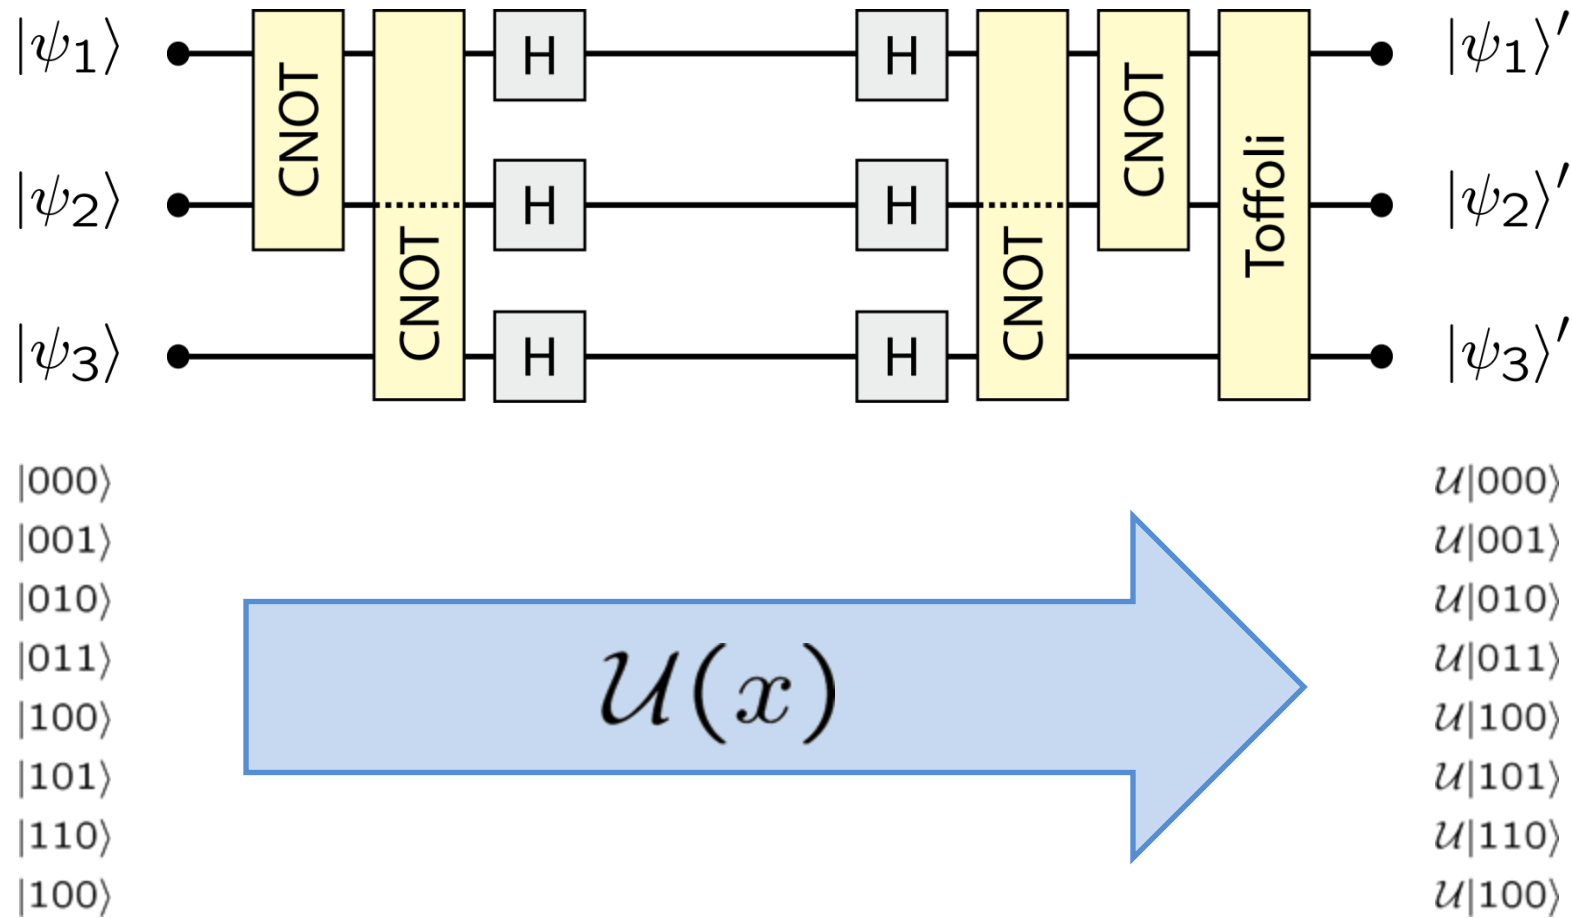 |ψ₁⟩ CNOT H H CNOT Toffoli |ψ₁⟩′
|ψ₂⟩ CNOT H H CNOT |ψ₂⟩′
|ψ₃⟩ H H |ψ₃⟩′
|000⟩ 𝒰|000⟩
|001⟩ 𝒰|001⟩
|010⟩ 𝒰|010⟩
|011⟩ 𝒰|011⟩
𝒰(x)
|100⟩ 𝒰|100⟩
|101⟩ 𝒰|101⟩
|110⟩ 𝒰|110⟩
|100⟩ 𝒰|100⟩